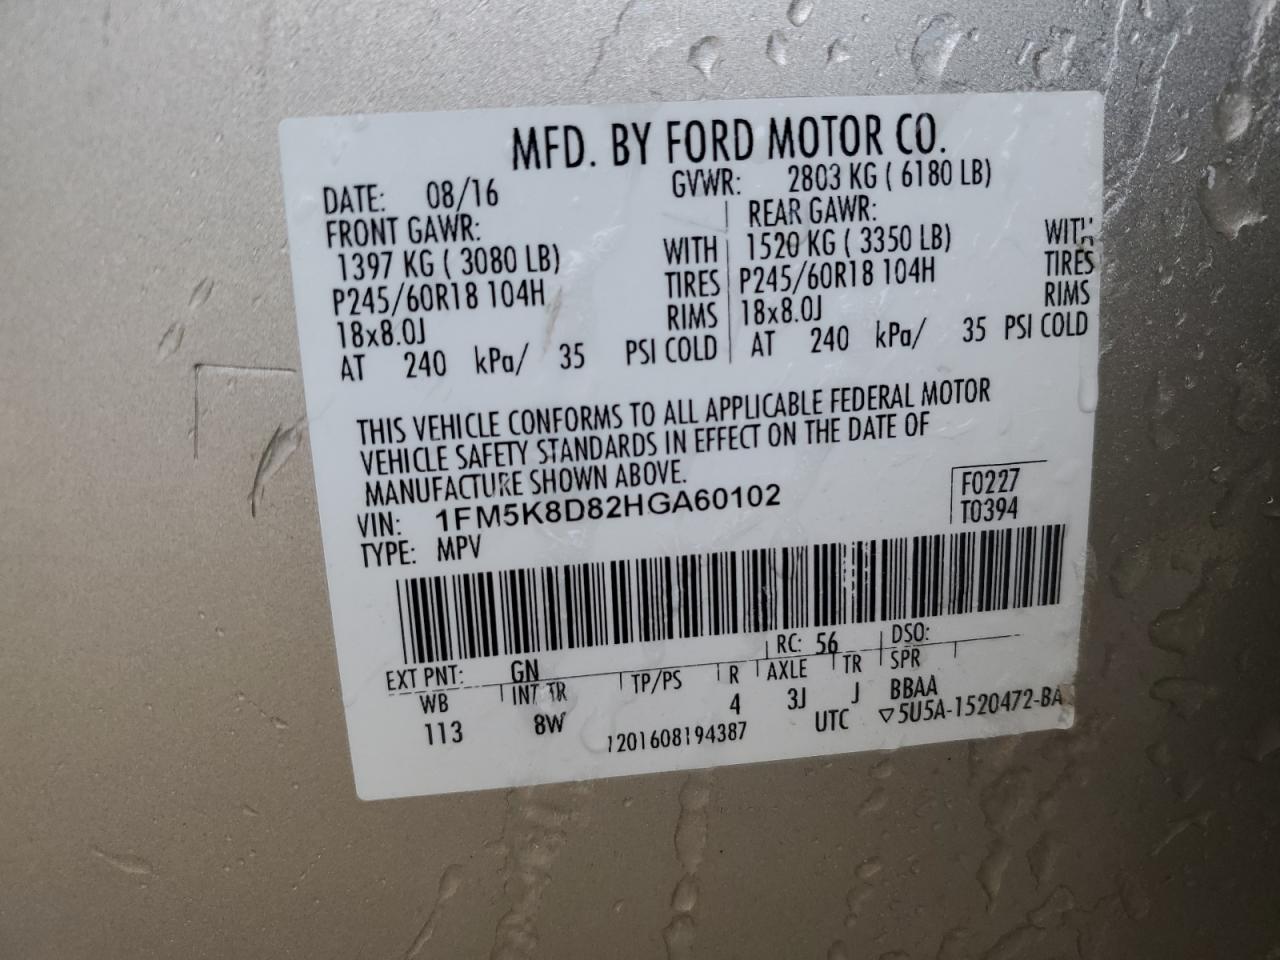 MFD. BY FORD MOTOR CO.
DATE: 08/16 GVWR: 2803 KG ( 6180 LB)
FRONT GAWR: REAR GAWR:
1397 KG ( 3080 LB) WITH 1520 KG ( 3350 LB) WITH
P245/60R18 104H TIRES P245/60R18 104H TIRES
18x8.0J RIMS 18x8.0J RIMS
AT 240 kPa/ 35 PSI COLD AT 240 kPa/ 35 PSI COLD
THIS VEHICLE CONFORMS TO ALL APPLICABLE FEDERAL MOTOR
VEHICLE SAFETY STANDARDS IN EFFECT ON THE DATE OF
MANUFACTURE SHOWN ABOVE.
VIN: 1FM5K8D82HGA60102 F0227
TYPE: MPV T0394
EXT PNT: GN RC: 56 DSO:
WB INT TR TP/PS R AXLE TR SPR
113 8W 4 3J J BBAA
1201608194387 UTC ▽5U5A-1520472-BA